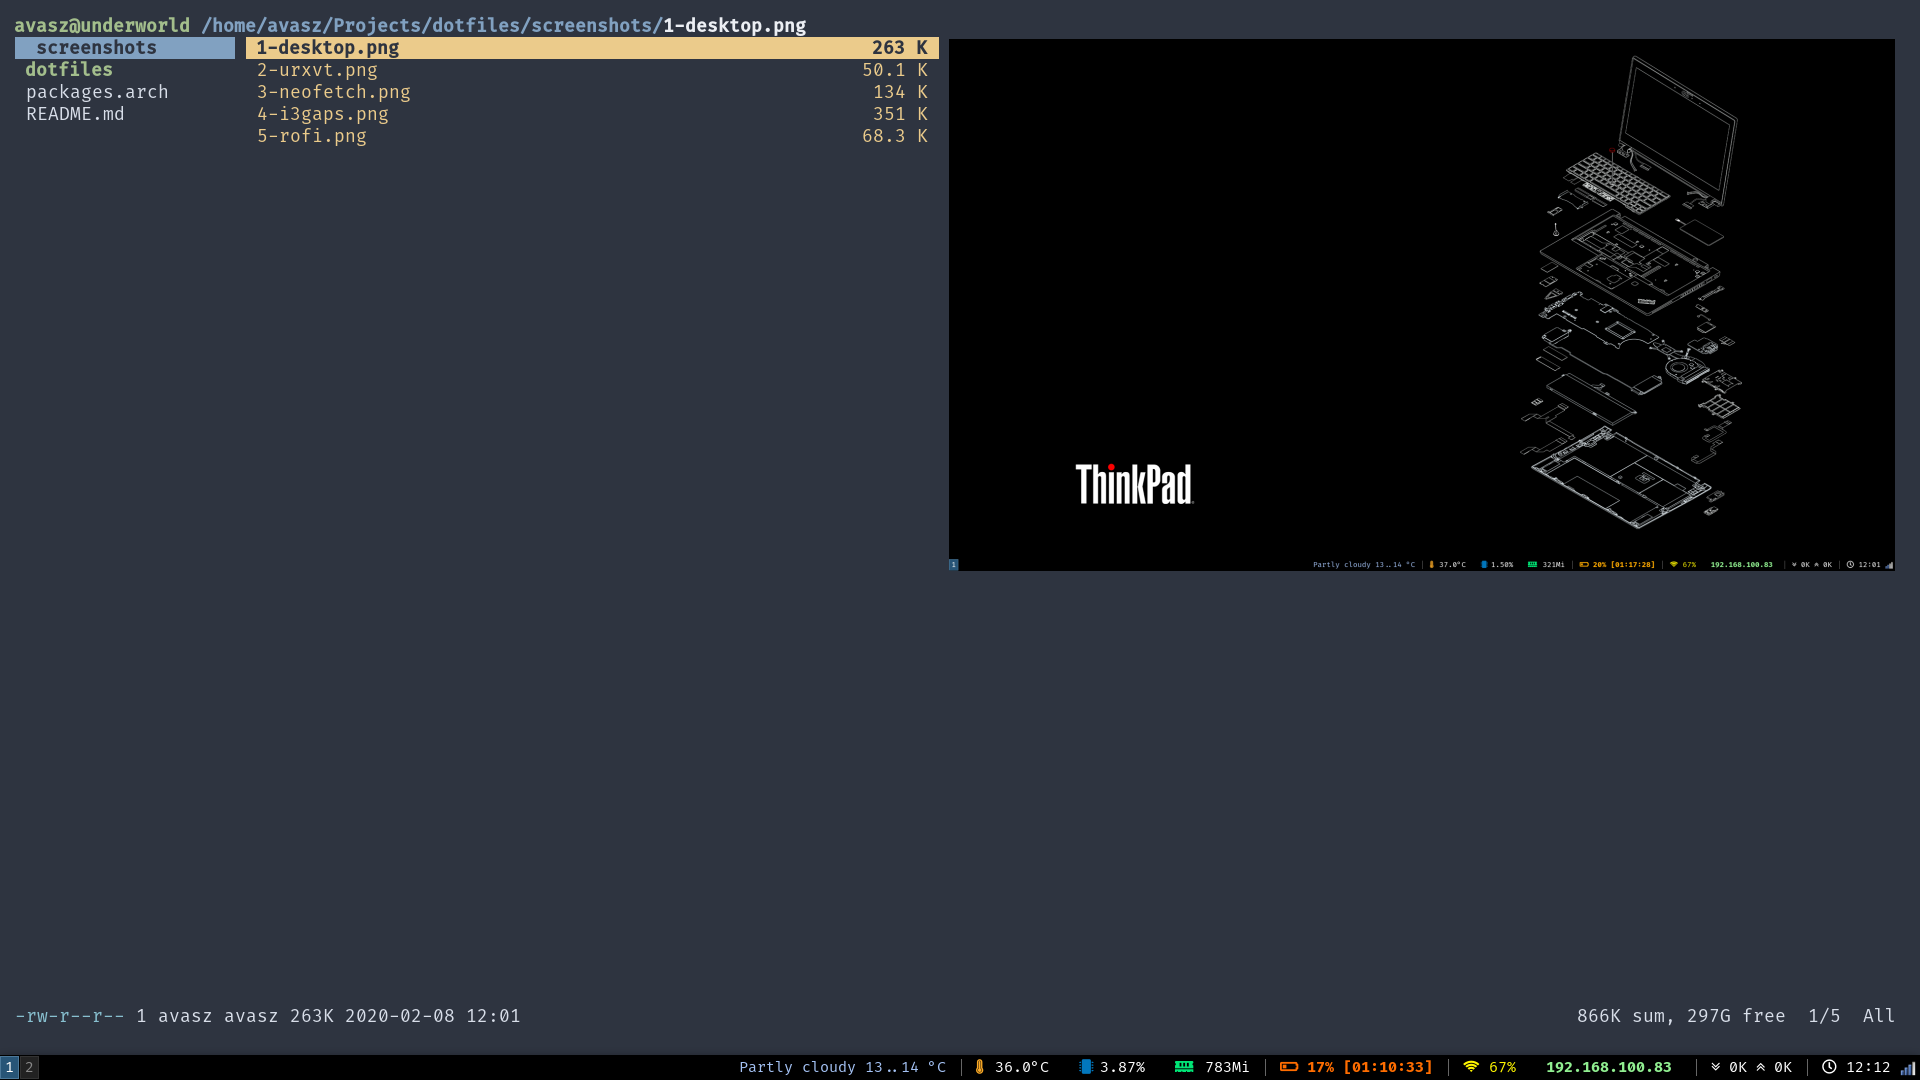 avasz@underworld /home/avasz/Projects/dotfiles/screenshots/1-desktop.png
screenshots
dotfiles
packages.arch
README.md
1-desktop.png 263 K
2-urxvt.png 50.1 K
3-neofetch.png 134 K
4-i3gaps.png 351 K
5-rofi.png 68.3 K
ThinkPad
1 Partly cloudy 13..14 °C 37.0°C 1.50% 321Mi 20% [01:17:28] 67% 192.168.100.83 0K 0K 12:01
-rw-r--r-- 1 avasz avasz 263K 2020-02-08 12:01 866K sum, 297G free 1/5 All
1 2 Partly cloudy 13..14 °C 36.0°C 3.87% 783Mi 17% [01:10:33] 67% 192.168.100.83 0K 0K 12:12